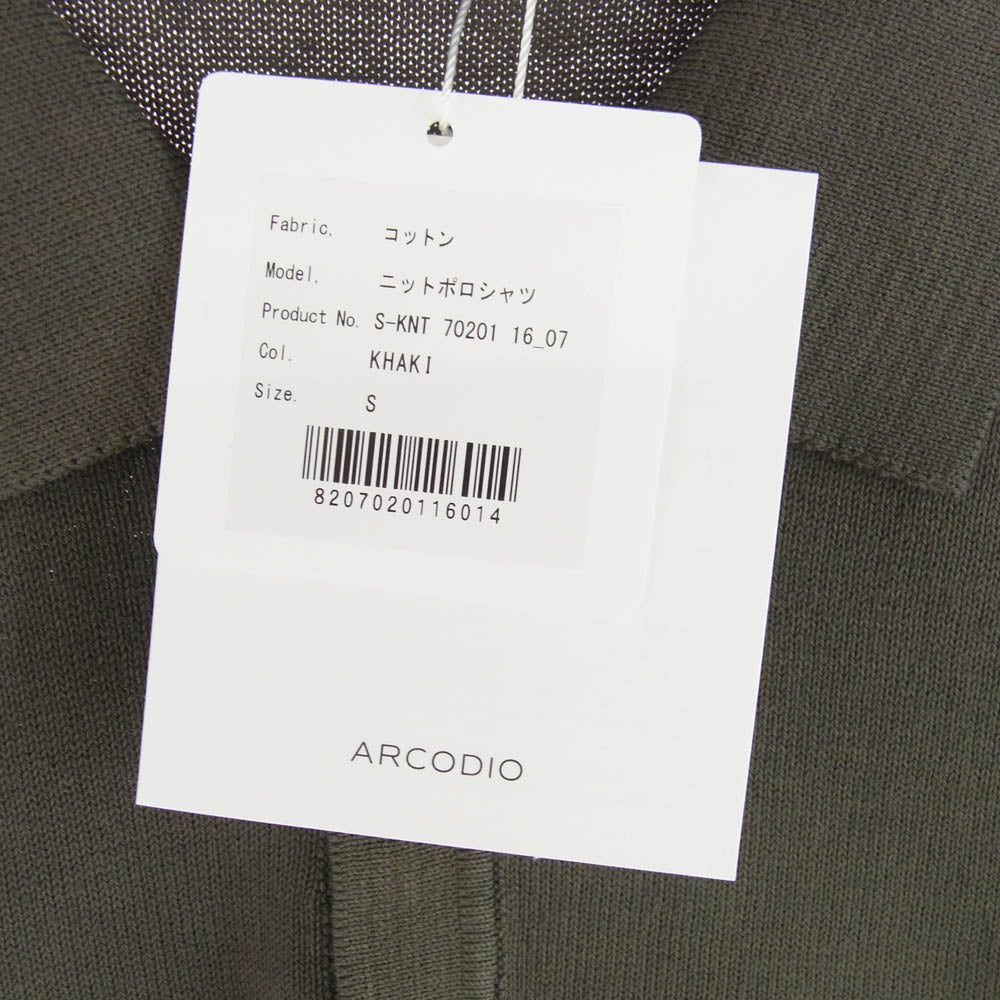 Fabric. コットン
Model. ニットポロシャツ
Product No. S-KNT 70201 16_07
Col. KHAKI
Size. S
8207020116014
ARCODIO